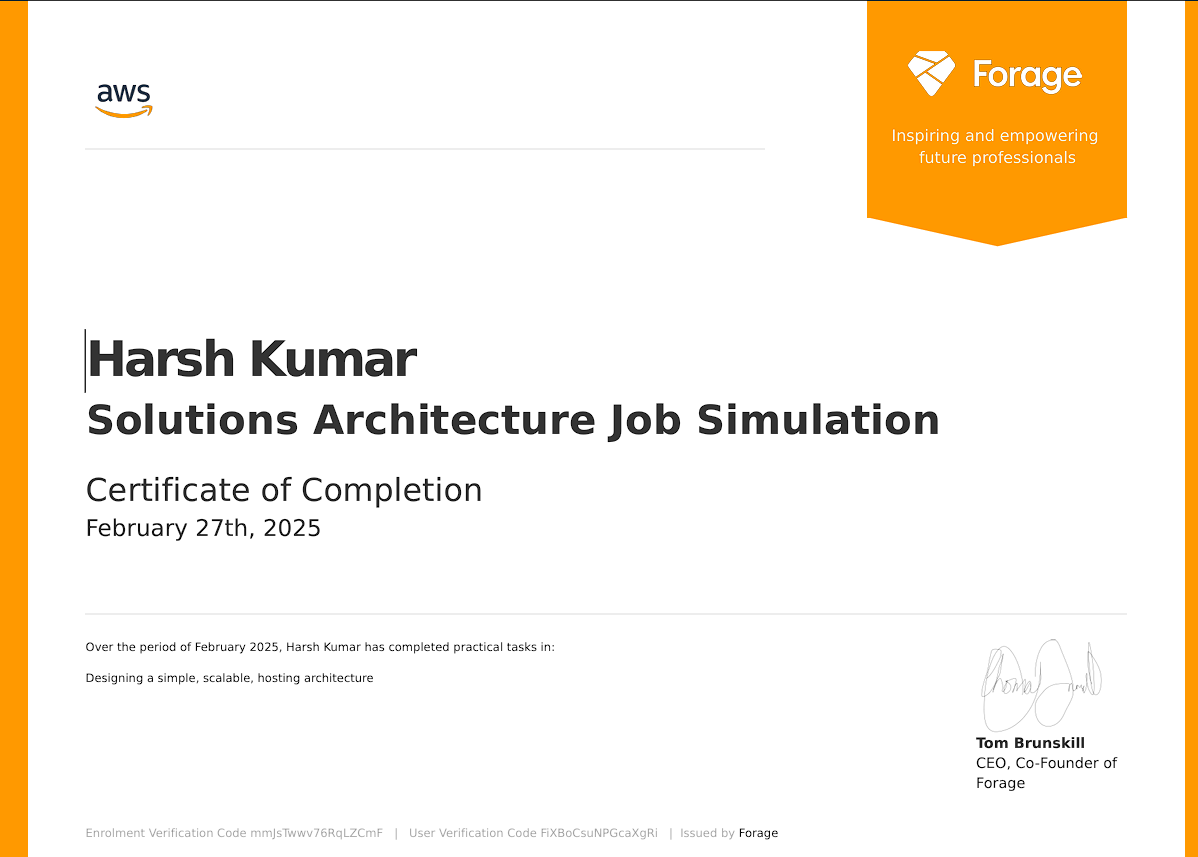 aws
Forage
Inspiring and empowering
future professionals
Harsh Kumar
Solutions Architecture Job Simulation
Certificate of Completion
February 27th, 2025
Over the period of February 2025, Harsh Kumar has completed practical tasks in:
Designing a simple, scalable, hosting architecture
Tom Brunskill
CEO, Co-Founder of
Forage
Enrolment Verification Code mmJsTwwv76RqLZCmF | User Verification Code FiXBoCsuNPGcaXgRi | Issued by Forage